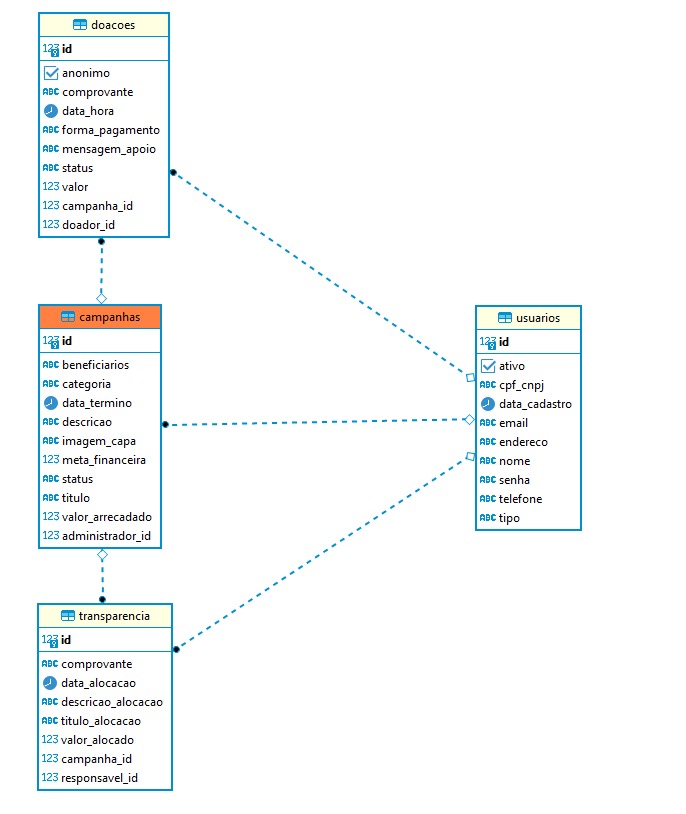 doacoes
123 id
anonimo
ABC comprovante
data_hora
ABC forma_pagamento
ABC mensagem_apoio
ABC status
123 valor
123 campanha_id
123 doador_id
campanhas
123 id
ABC beneficiarios
ABC categoria
data_termino
ABC descricao
ABC imagem_capa
123 meta_financeira
ABC status
ABC titulo
123 valor_arrecadado
123 administrador_id
usuarios
123 id
ativo
ABC cpf_cnpj
data_cadastro
ABC email
ABC endereco
ABC nome
ABC senha
ABC telefone
ABC tipo
transparencia
123 id
ABC comprovante
data_alocacao
ABC descricao_alocacao
ABC titulo_alocacao
123 valor_alocado
123 campanha_id
123 responsavel_id